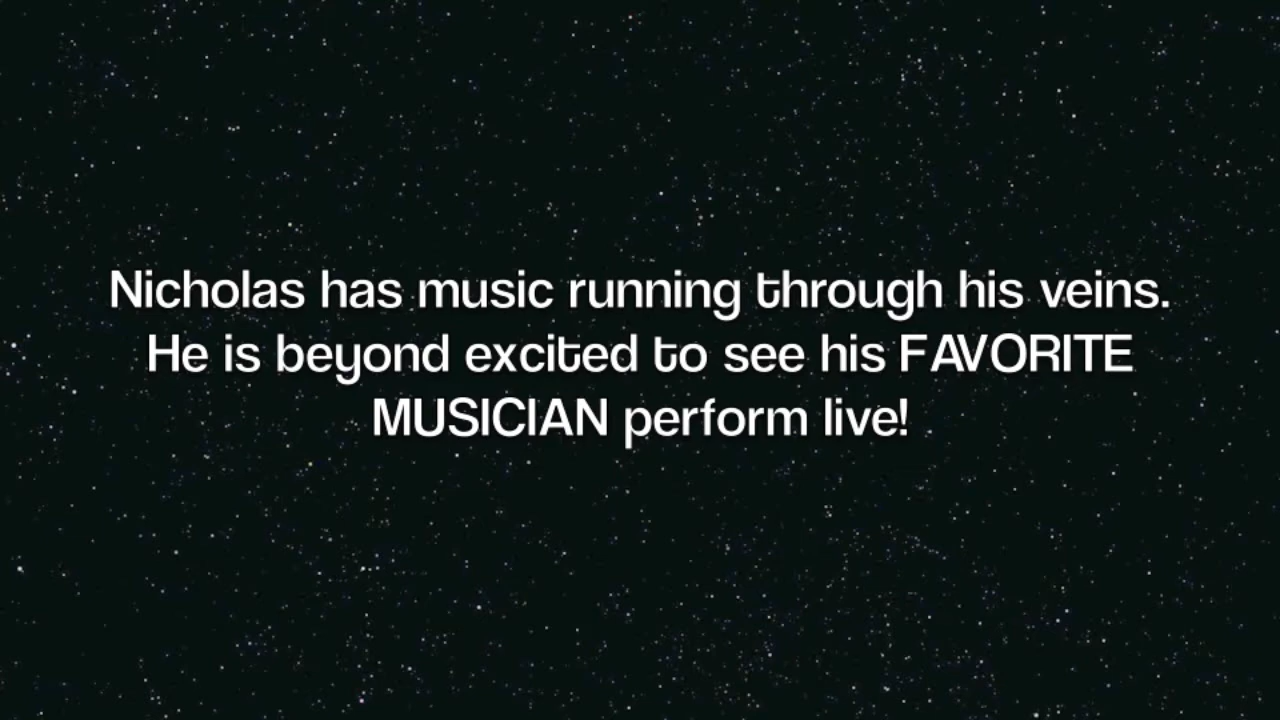 Nicholas has music running through his veins.
He is beyond excited to see his FAVORITE
MUSICIAN perform live!